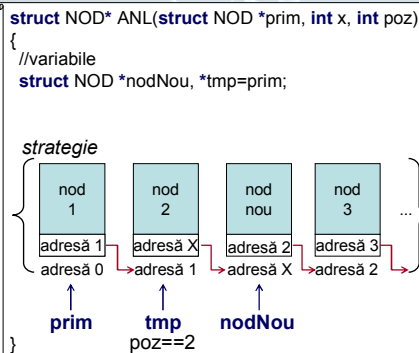 struct NOD* ANL(struct NOD *prim, int x, int poz)
{
//variabile
struct NOD *nodNou, *tmp=prim;
strategie
nod 1 nod 2 nod nou nod 3 ...
adresă 1 adresă X adresă 2 adresă 3
adresă 0 adresă 1 adresă X adresă 2
prim tmp nodNou
poz==2
}